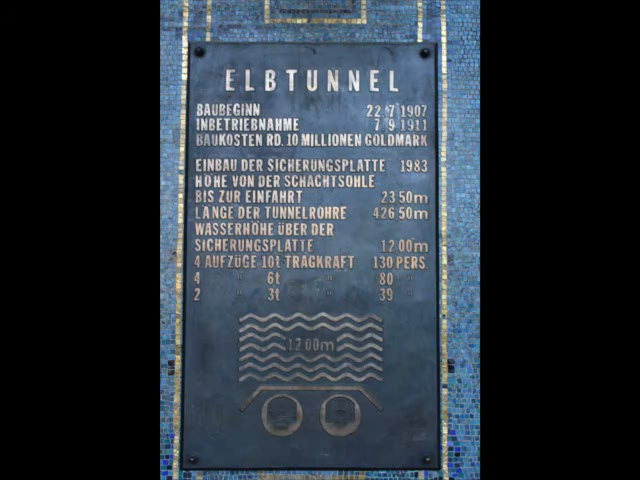 ELBTUNNEL
BAUBEGINN 22 7 1907
INBETRIEBNAHME 7 9 1911
BAUKOSTEN RD. 10 MILLIONEN GOLDMARK
EINBAU DER SICHERUNGSPLATTE 1983
HÖHE VON DER SCHACHTSOHLE
BIS ZUR EINFAHRT 23 50m
LÄNGE DER TUNNELROHRE 426 50m
WASSERHÖHE ÜBER DER
SICHERUNGSPLATTE 12 00m
4 AUFZÜGE 10t TRAGKRAFT 130 PERS.
4 " 6t " 80 "
2 " 3t " 39 "
12 00m